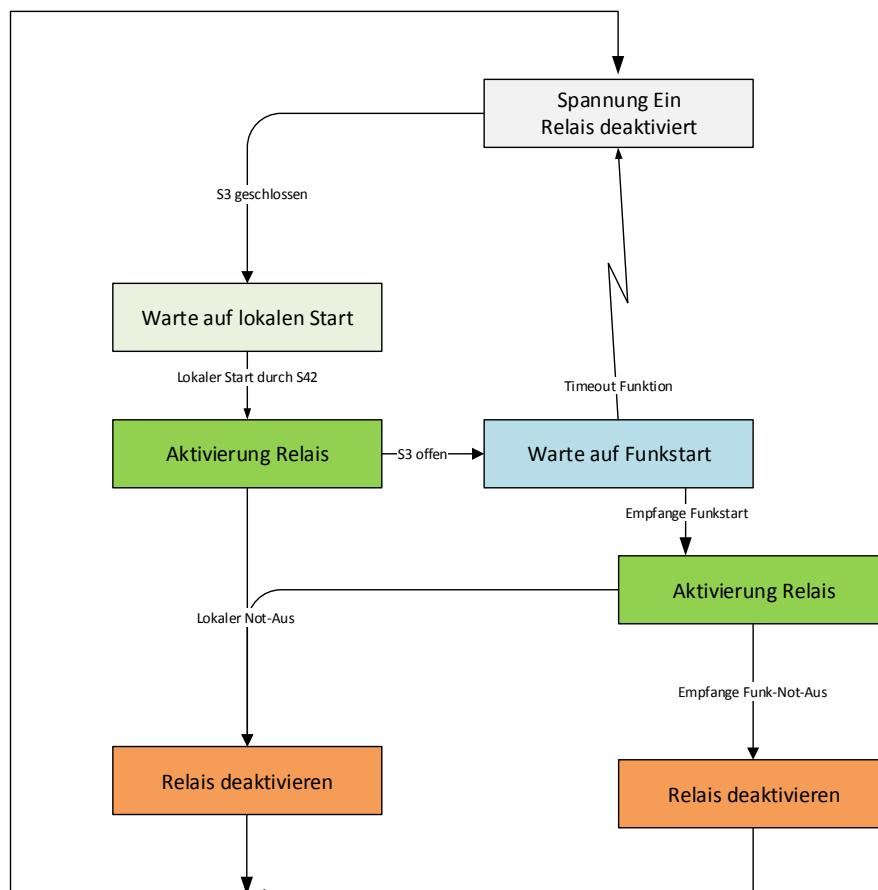 Spannung Ein
Relais deaktiviert
S3 geschlossen
Warte auf lokalen Start
Lokaler Start durch S42
Timeout Funktion
Aktivierung Relais
S3 offen
Warte auf Funkstart
Empfange Funkstart
Aktivierung Relais
Lokaler Not-Aus
Empfange Funk-Not-Aus
Relais deaktivieren
Relais deaktivieren